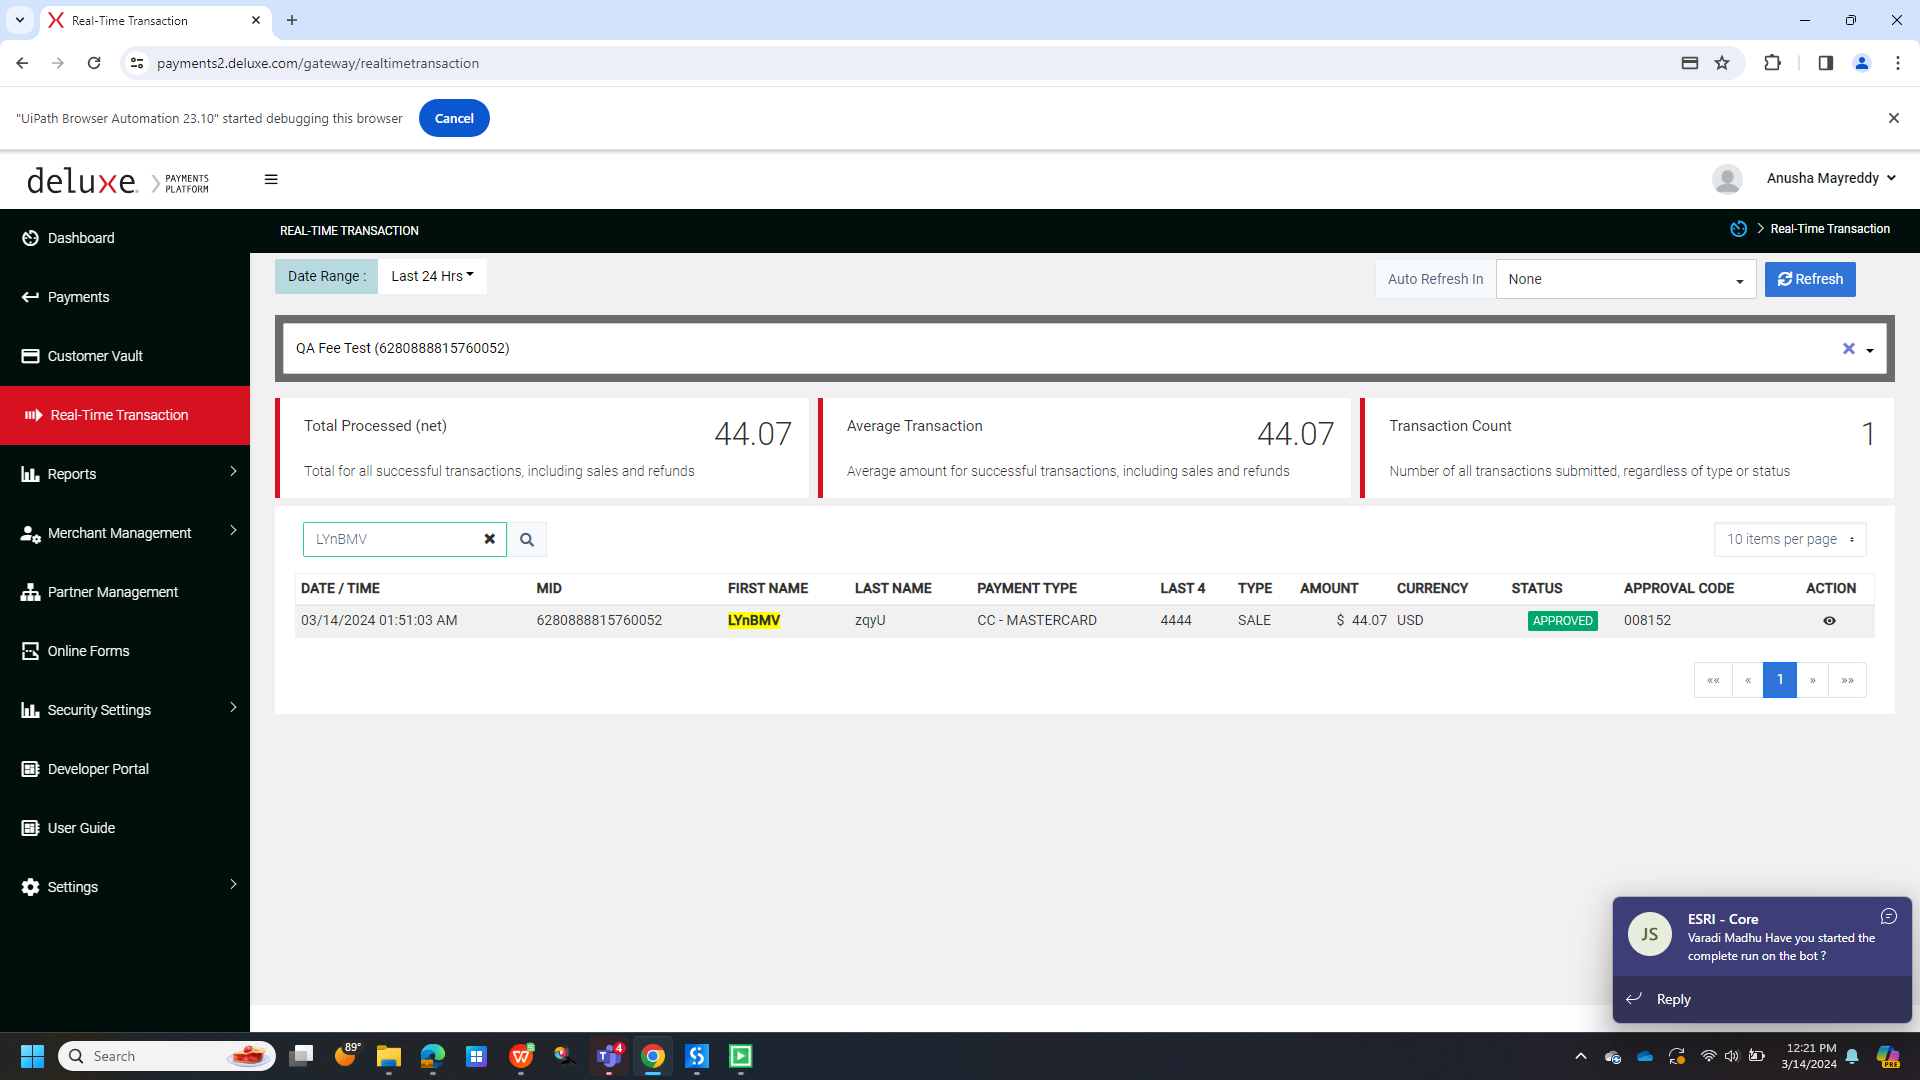 Real-Time Transaction
payments2.deluxe.com/gateway/realtimetransaction
"UiPath Browser Automation 23.10" started debugging this browser
Cancel
deluxe. PAYMENTS PLATFORM
Anusha Mayreddy
Dashboard
Payments
Customer Vault
Real-Time Transaction
Reports
Merchant Management
Partner Management
Online Forms
Security Settings
Developer Portal
User Guide
Settings
REAL-TIME TRANSACTION
Real-Time Transaction
Date Range : Last 24 Hrs
Auto Refresh In None Refresh
QA Fee Test (6280888815760052)
Total Processed (net) 44.07
Total for all successful transactions, including sales and refunds
Average Transaction 44.07
Average amount for successful transactions, including sales and refunds
Transaction Count 1
Number of all transactions submitted, regardless of type or status
LYnBMV
10 items per page
DATE / TIME MID FIRST NAME LAST NAME PAYMENT TYPE LAST 4 TYPE AMOUNT CURRENCY STATUS APPROVAL CODE ACTION
03/14/2024 01:51:03 AM 6280888815760052 LYnBMV zqyU CC - MASTERCARD 4444 SALE $ 44.07 USD APPROVED 008152
«« « 1 » »»
JS
ESRI - Core
Varadi Madhu Have you started the
complete run on the bot ?
Reply
Search
89°
4
12:21 PM
3/14/2024
PRE